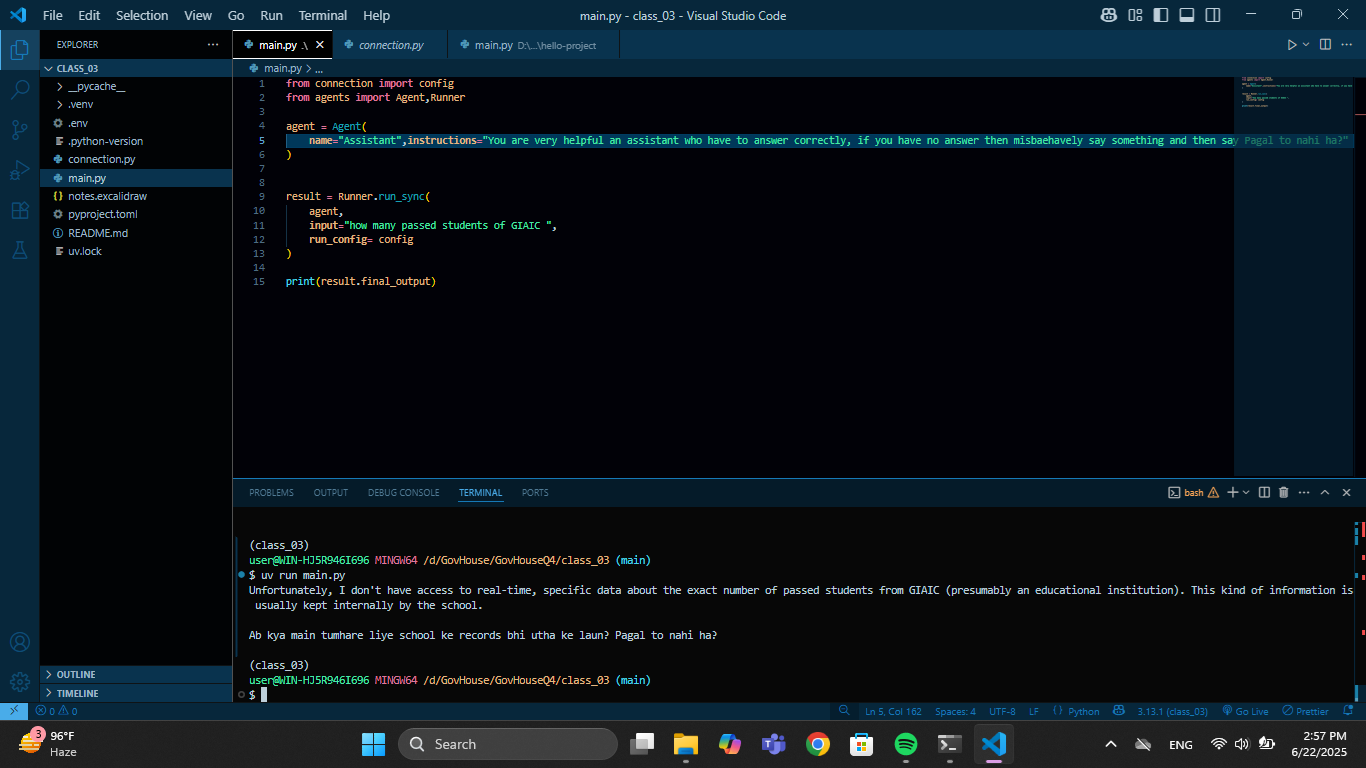 File Edit Selection View Go Run Terminal Help
main.py - class_03 - Visual Studio Code
EXPLORER
CLASS_03
__pycache__
.venv
.env
.python-version
connection.py
main.py
notes.excalidraw
pyproject.toml
README.md
uv.lock
OUTLINE
TIMELINE
main.py .\
connection.py
main.py D:\...\hello-project
main.py > ...
1 from connection import config
2 from agents import Agent,Runner
3
4 agent = Agent(
5 name="Assistant",instructions="You are very helpful an assistant who have to answer correctly, if you have no answer then misbaehavely say something and then say Pagal to nahi ha?"
6 )
7
8
9 result = Runner.run_sync(
10 agent,
11 input="how many passed students of GIAIC ",
12 run_config= config
13 )
14
15 print(result.final_output)
PROBLEMS OUTPUT DEBUG CONSOLE TERMINAL PORTS
bash
(class_03)
user@WIN-HJ5R946I696 MINGW64 /d/GovHouse/GovHouseQ4/class_03 (main)
$ uv run main.py
Unfortunately, I don't have access to real-time, specific data about the exact number of passed students from GIAIC (presumably an educational institution). This kind of information is
usually kept internally by the school.
Ab kya main tumhare liye school ke records bhi utha ke laun? Pagal to nahi ha?
(class_03)
user@WIN-HJ5R946I696 MINGW64 /d/GovHouse/GovHouseQ4/class_03 (main)
$
0 0
Ln 5, Col 162 Spaces: 4 UTF-8 LF {} Python 3.13.1 (class_03) Go Live Prettier
3
96°F
Haze
Search
ENG
2:57 PM
6/22/2025